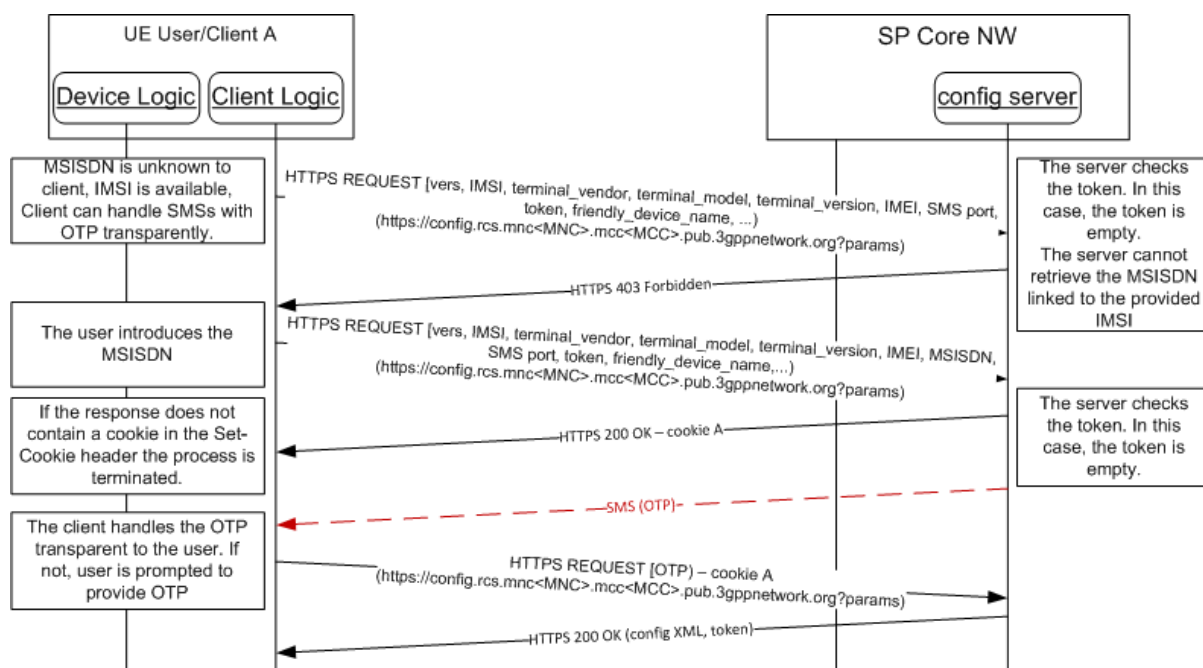 UE User/Client A
SP Core NW
Device Logic
Client Logic
config server
MSISDN is unknown to
client, IMSI is available,
Client can handle SMSs with
OTP transparently.
HTTPS REQUEST [vers, IMSI, terminal_vendor, terminal_model, terminal_version, IMEI, SMS port,
token, friendly_device_name, ...)
(https://config.rcs.mnc<MNC>.mcc<MCC>.pub.3gppnetwork.org?params)
The server checks
the token. In this
case, the token is
empty.
The server cannot
retrieve the MSISDN
linked to the provided
IMSI
HTTPS 403 Forbidden
The user introduces the
MSISDN
HTTPS REQUEST [vers, IMSI, terminal_vendor, terminal_model, terminal_version, IMEI, MSISDN,
SMS port, token, friendly_device_name,...)
(https://config.rcs.mnc<MNC>.mcc<MCC>.pub.3gppnetwork.org?params)
If the response does not
contain a cookie in the Set-
Cookie header the process is
terminated.
HTTPS 200 OK – cookie A
The server checks
the token. In this
case, the token is
empty.
SMS (OTP)
The client handles the OTP
transparent to the user. If
not, user is prompted to
provide OTP
HTTPS REQUEST [OTP) – cookie A
(https://config.rcs.mnc<MNC>.mcc<MCC>.pub.3gppnetwork.org?params)
HTTPS 200 OK (config XML, token)